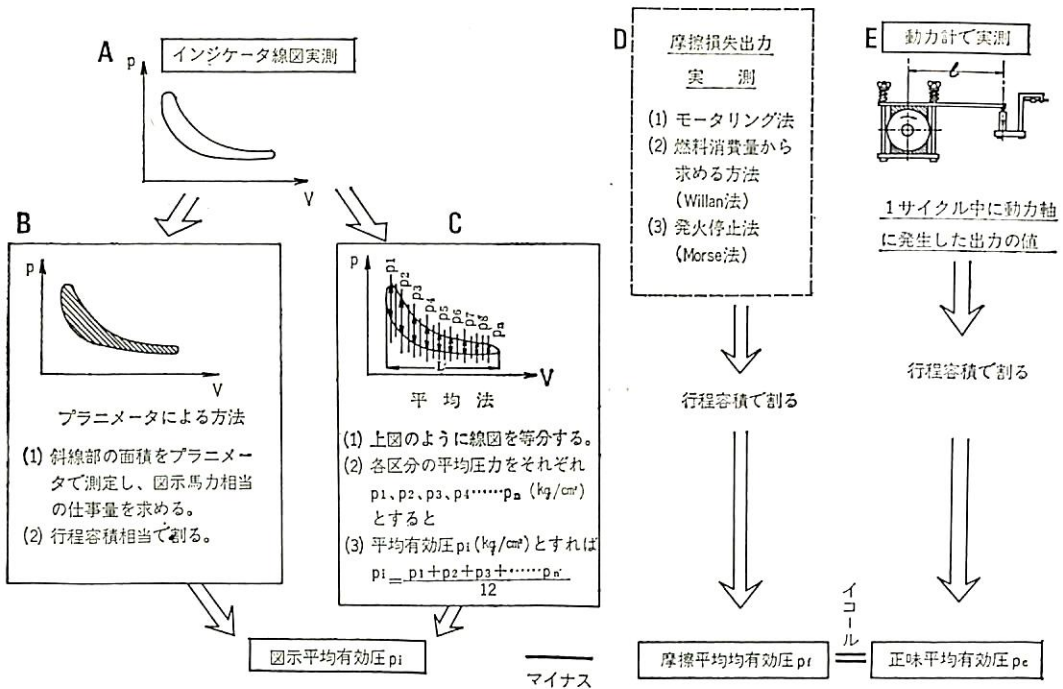 A
インジケータ線図実測
p
V
B
p
V
プラニメータによる方法
(1) 斜線部の面積をプラニメー
タで測定し、図示馬力相当
の仕事量を求める。
(2) 行程容積相当で割る。
C
p
p1
p2
p3
p4
p5
p6
p7
p8
pn
L
V
平均法
(1) 上図のように線図を等分する。
(2) 各区分の平均圧力をそれぞれ
p1、p2、p3、p4……pn (kg/cm²)
とすると
(3) 平均有効圧pi(kg/cm²)とすれば
pi=p1+p2+p3+……pn
12
図示平均有効圧pi
マイナス
D
摩擦損失出力
実測
(1) モータリング法
(2) 燃料消費量から
求める方法
(Willan法)
(3) 発火停止法
(Morse法)
行程容積で割る
摩擦平均均有効圧pf
イコール
E
動力計で実測
ℓ
1サイクル中に動力軸
に発生した出力の値
行程容積で割る
正味平均有効圧pe